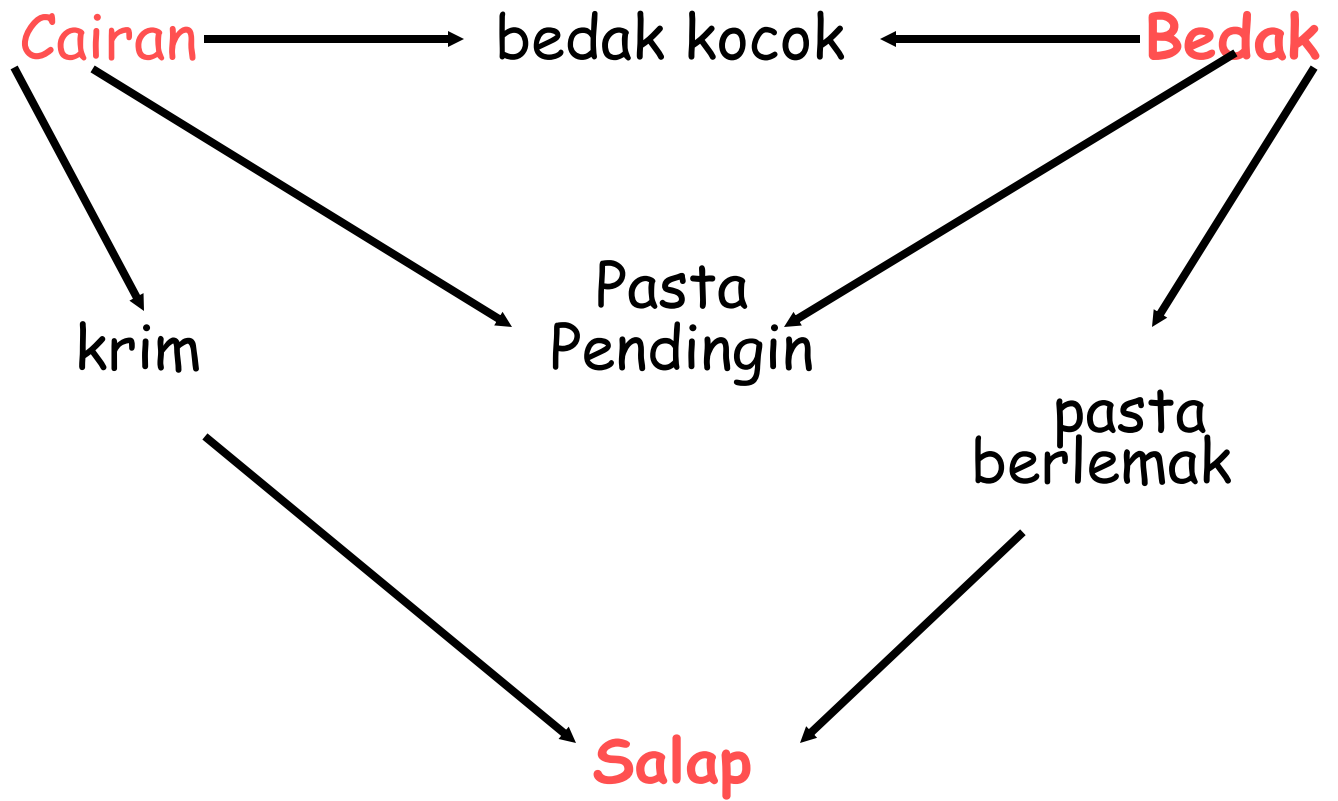 Cairan
bedak kocok
Bedak
Pasta
Pendingin
krim
pasta
berlemak
Salap